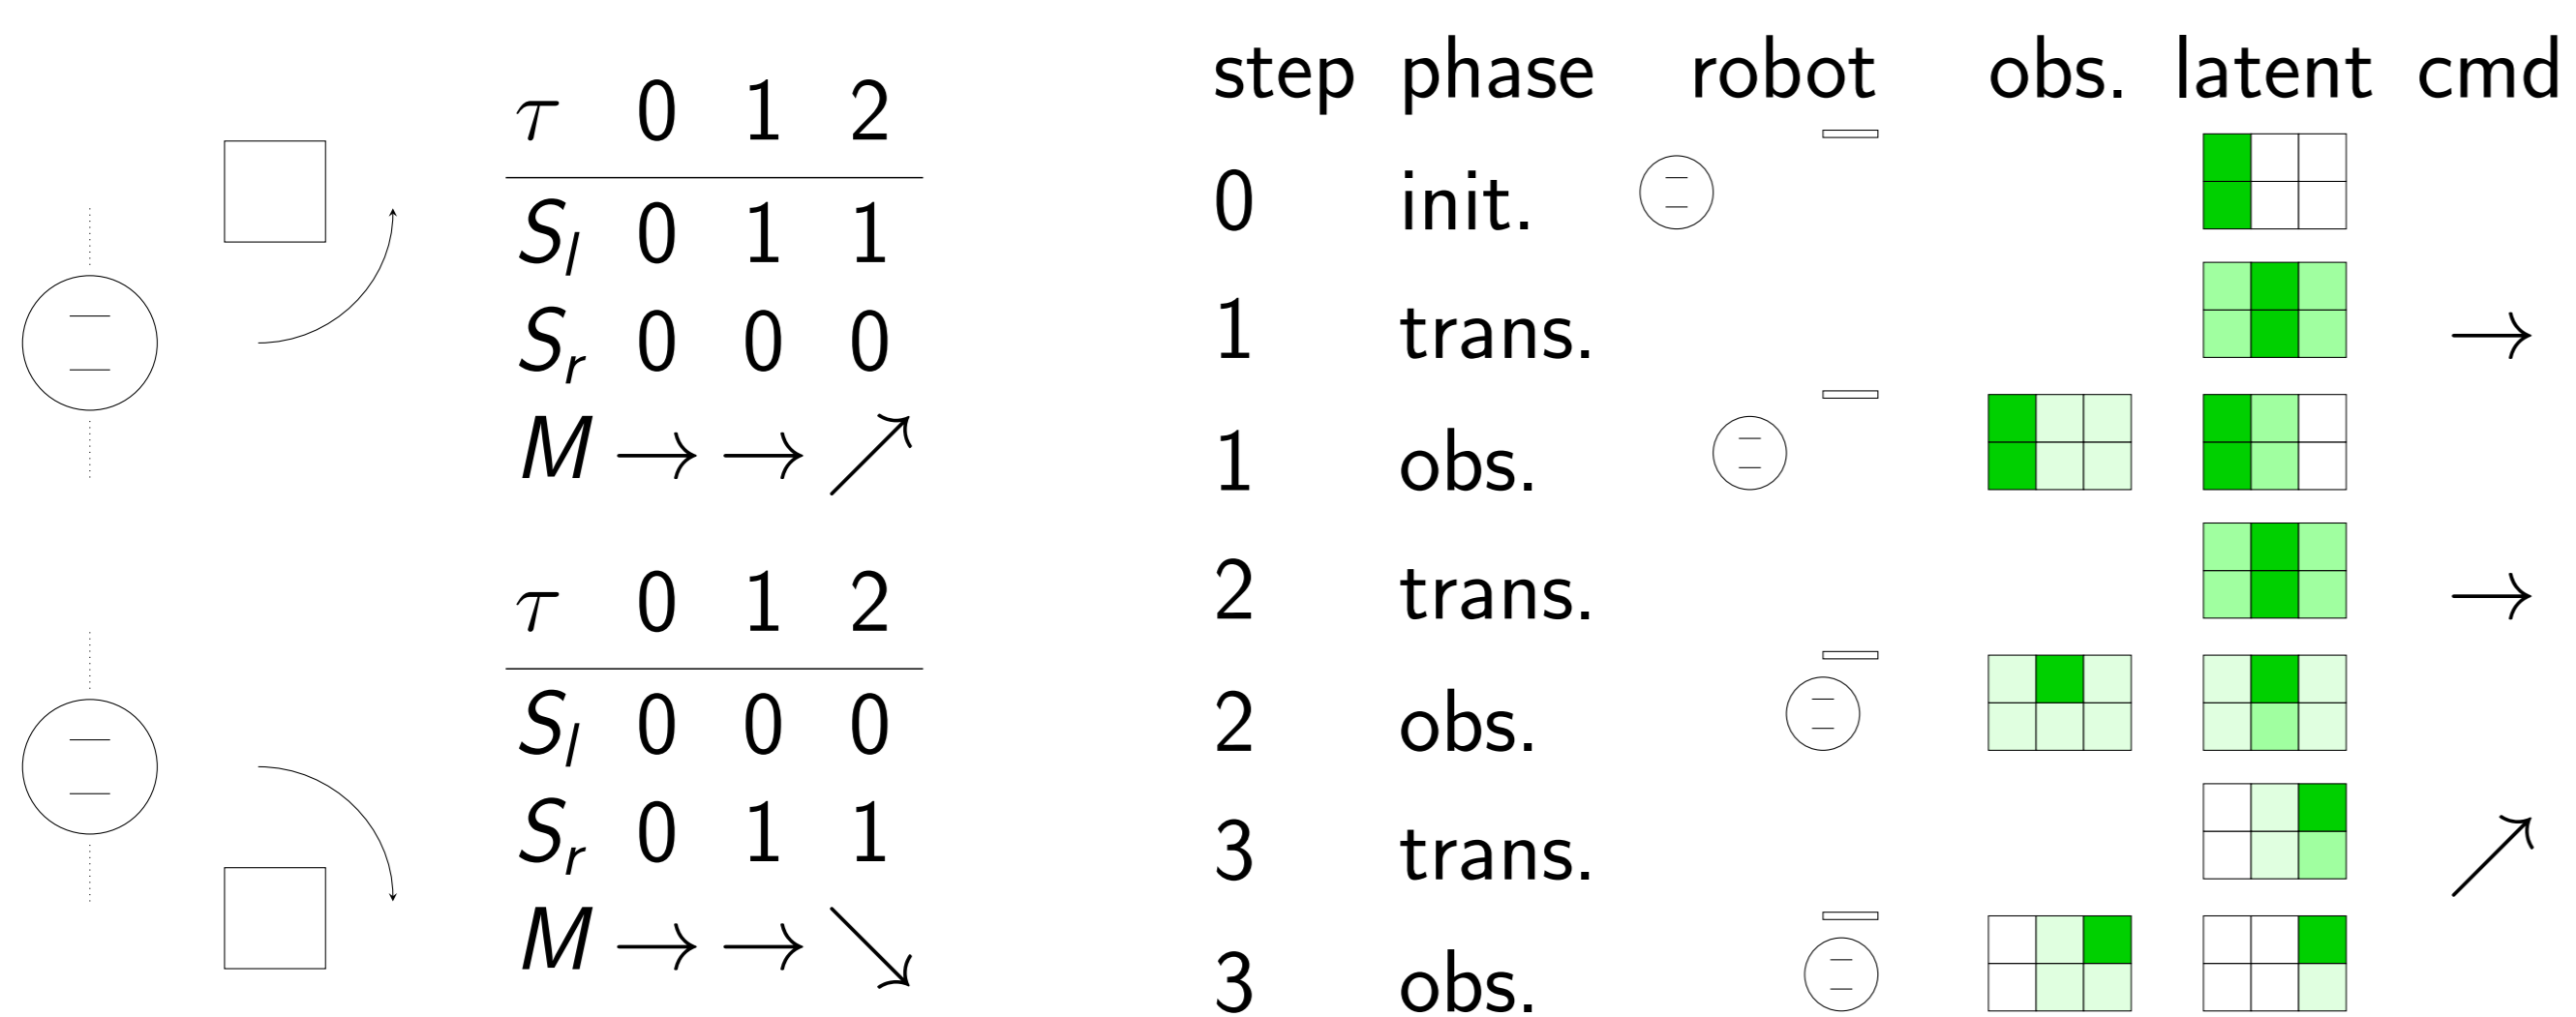 τ 0 1 2
S_l 0 1 1
S_r 0 0 0
M → → ↗
τ 0 1 2
S_l 0 0 0
S_r 0 1 1
M → → ↘
step phase robot obs. latent cmd
0 init.
1 trans. →
1 obs.
2 trans. →
2 obs.
3 trans. ↗
3 obs.